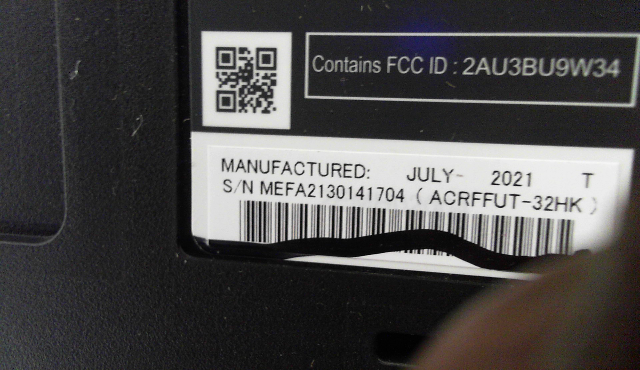 Contains FCC ID : 2AU3BU9W34
MANUFACTURED: JULY- 2021 T
S/N MEFA2130141704 ( ACRFFUT-32HK )